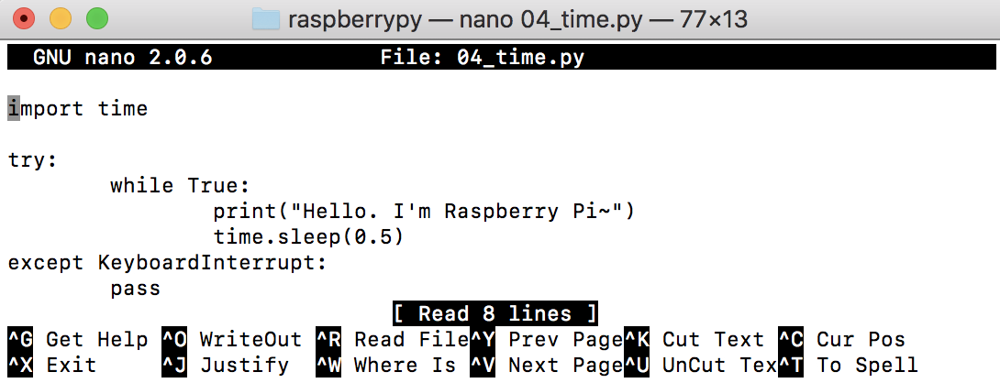 raspberrypy — nano 04_time.py — 77×13
GNU nano 2.0.6 File: 04_time.py
import time
try:
while True:
print("Hello. I'm Raspberry Pi~")
time.sleep(0.5)
except KeyboardInterrupt:
pass
[ Read 8 lines ]
^G Get Help ^O WriteOut ^R Read File ^Y Prev Page ^K Cut Text ^C Cur Pos
^X Exit ^J Justify ^W Where Is ^V Next Page ^U UnCut Tex ^T To Spell